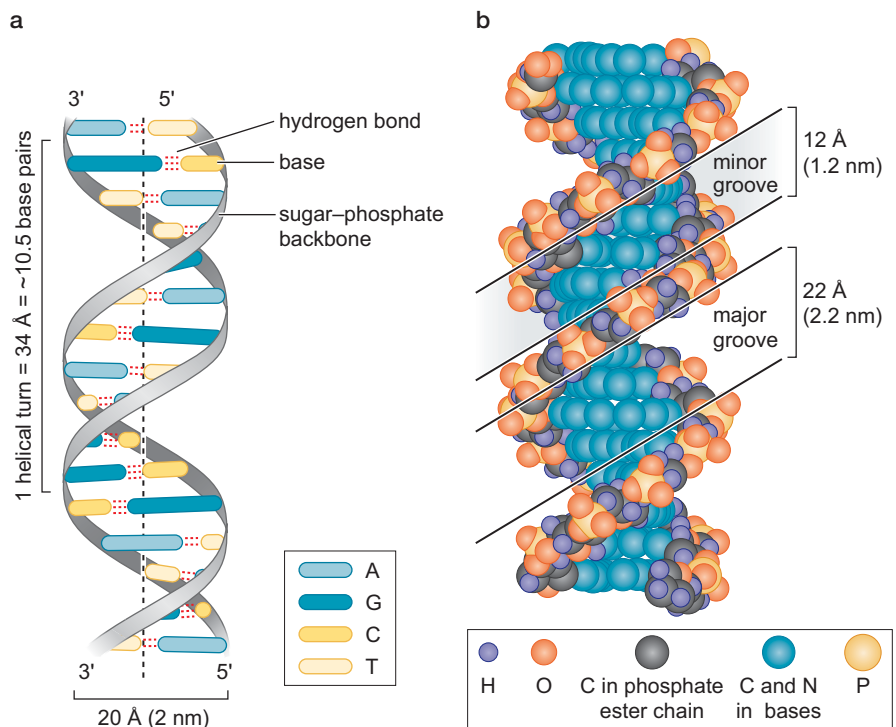 a
3'
5'
hydrogen bond
base
sugar–phosphate
backbone
1 helical turn = 34 Å = ~10.5 base pairs
3'
5'
20 Å (2 nm)
A
G
C
T
b
12 Å
(1.2 nm)
minor
groove
22 Å
(2.2 nm)
major
groove
H
O
C in phosphate
ester chain
C and N
in bases
P